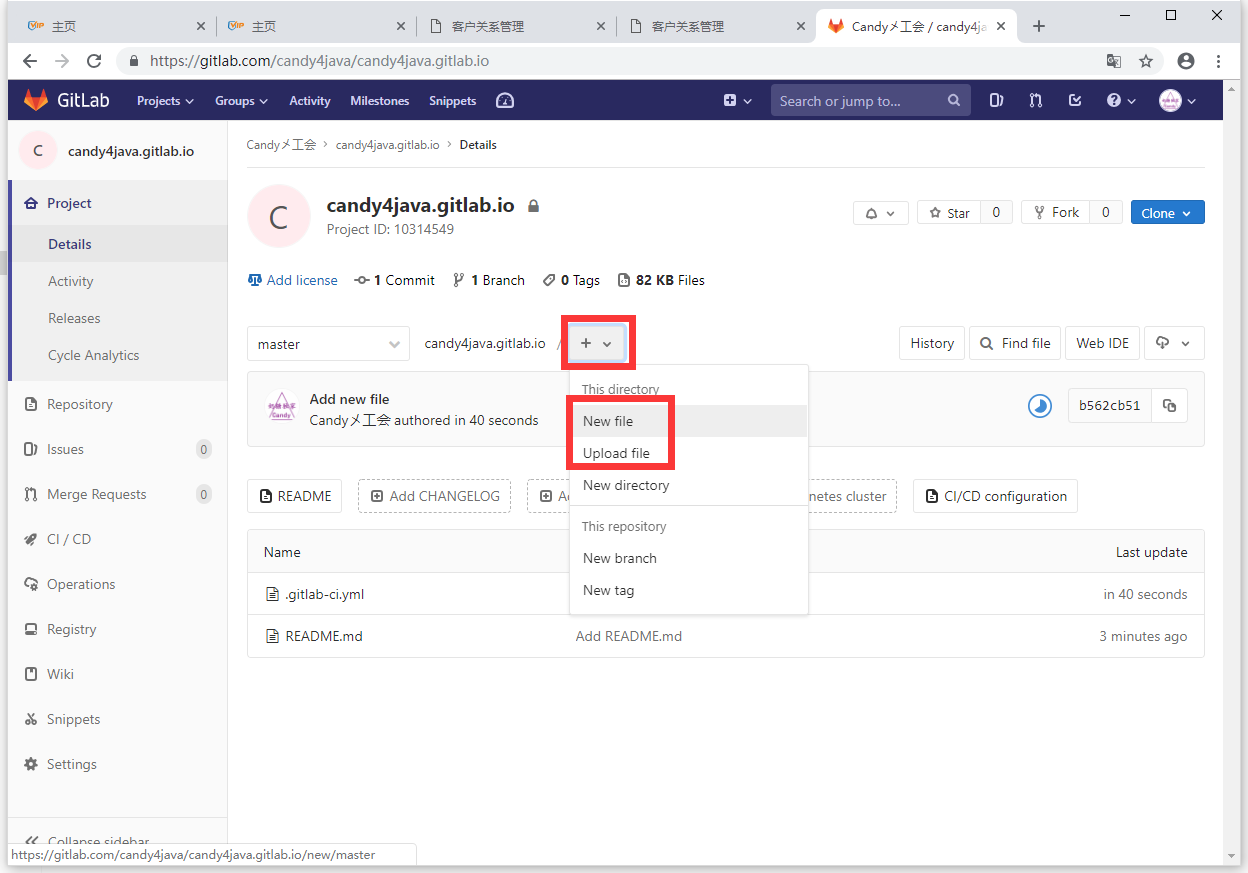 主页
主页
客户关系管理
客户关系管理
Candyメ工会 / candy4ja
https://gitlab.com/candy4java/candy4java.gitlab.io
GitLab
Projects
Groups
Activity
Milestones
Snippets
Search or jump to...
C
candy4java.gitlab.io
Project
Details
Activity
Releases
Cycle Analytics
Repository
Issues
0
Merge Requests
0
CI / CD
Operations
Registry
Wiki
Snippets
Settings
Collapse sidebar
https://gitlab.com/candy4java/candy4java.gitlab.io/new/master
Candyメ工会 › candy4java.gitlab.io › Details
C
candy4java.gitlab.io
Project ID: 10314549
Star
0
Fork
0
Clone
Add license
1 Commit
1 Branch
0 Tags
82 KB Files
master
candy4java.gitlab.io /
+
History
Find file
Web IDE
This directory
New file
Upload file
New directory
This repository
New branch
New tag
Candy
Add new file
Candyメ工会 authored in 40 seconds
b562cb51
README
Add CHANGELOG
netes cluster
CI/CD configuration
Name
Last update
.gitlab-ci.yml
in 40 seconds
README.md
Add README.md
3 minutes ago